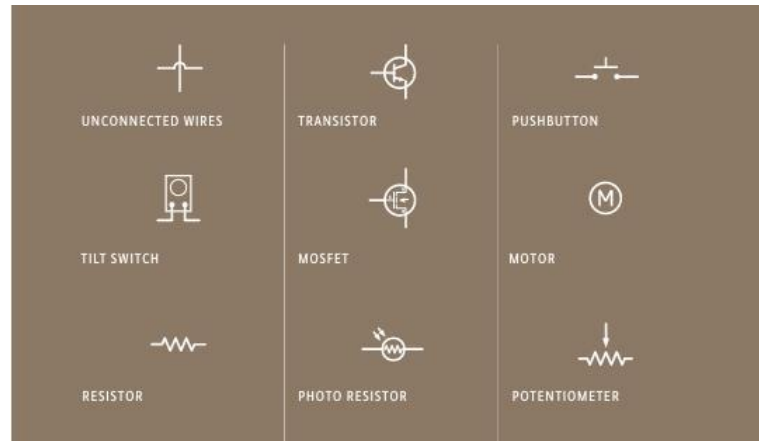 UNCONNECTED WIRES
TRANSISTOR
PUSHBUTTON
TILT SWITCH
MOSFET
M
MOTOR
RESISTOR
PHOTO RESISTOR
POTENTIOMETER